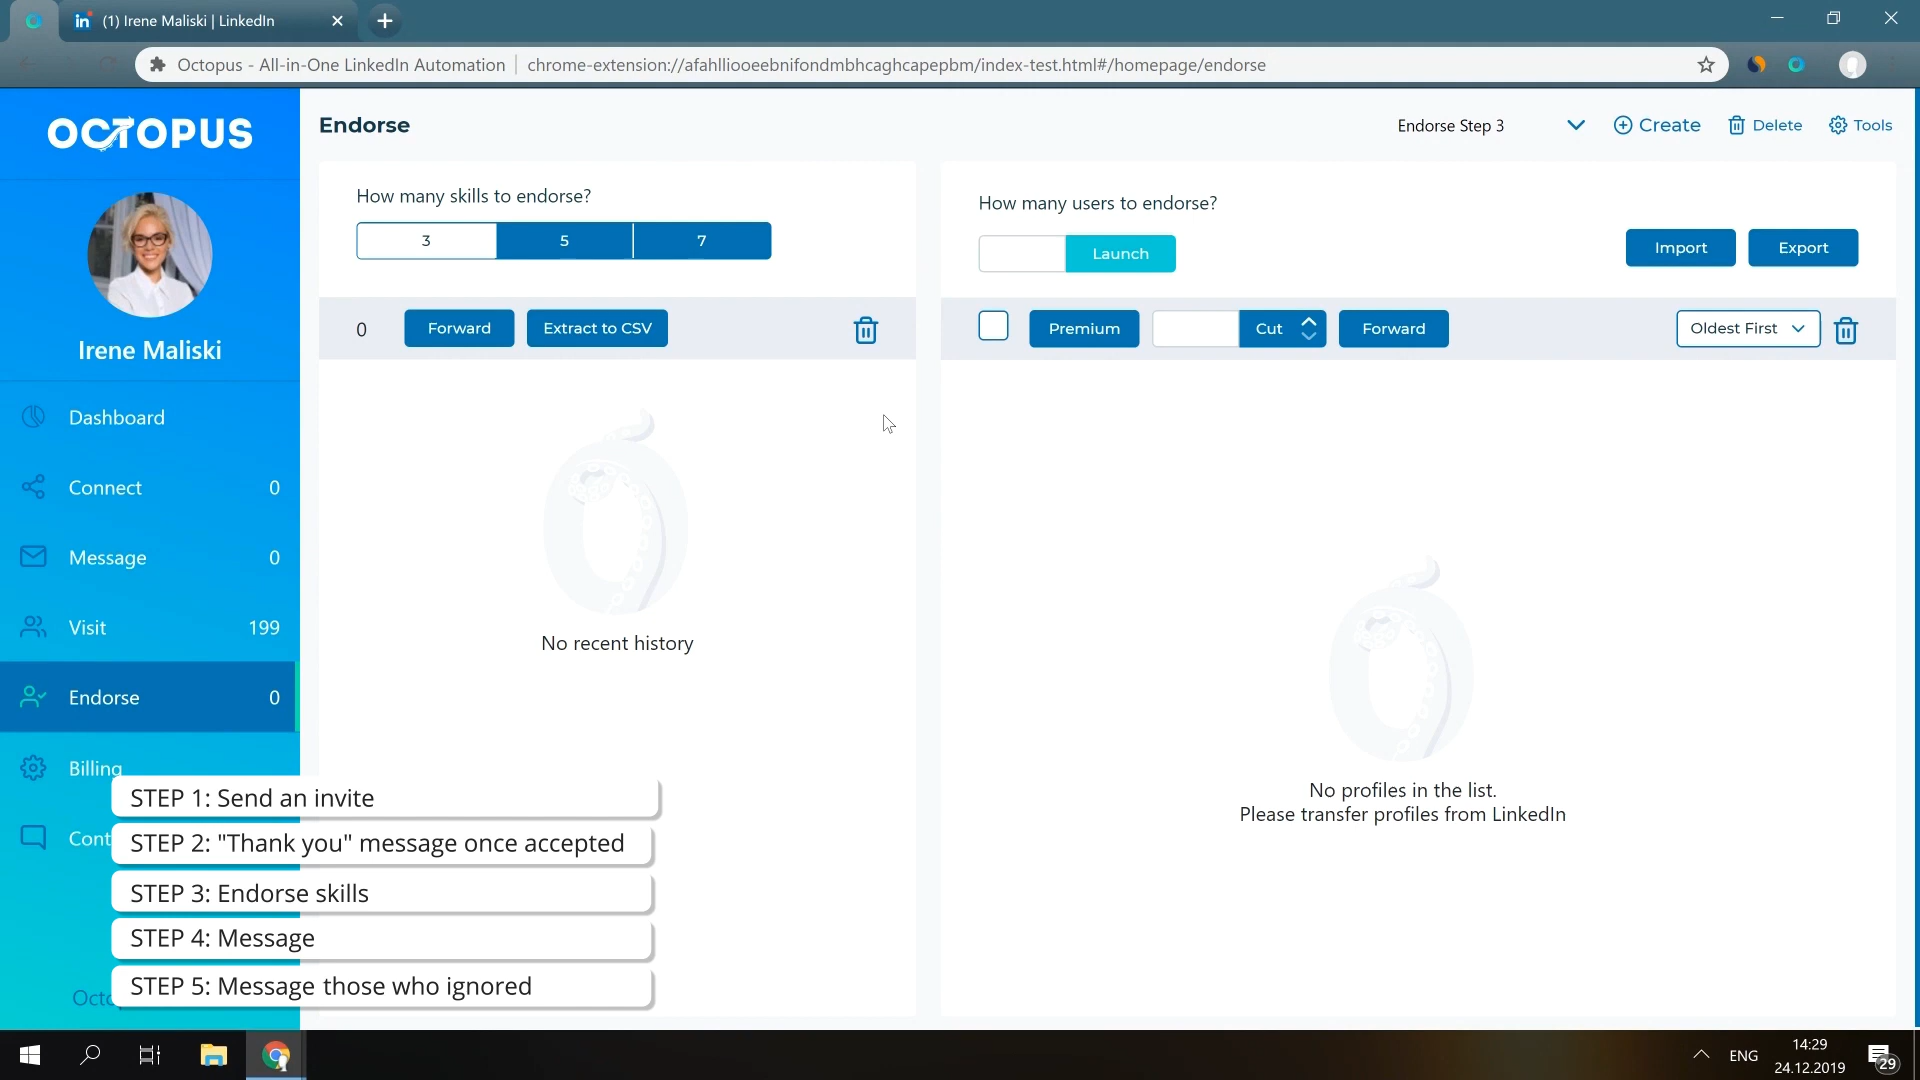 (1) Irene Maliski | LinkedIn
Octopus - All-in-One LinkedIn Automation
chrome-extension://afahlliooeebnifondmbhcaghcapepbm/index-test.html#/homepage/endorse
OCTOPUS
Irene Maliski
Dashboard
Connect 0
Message 0
Visit 199
Endorse 0
Billing
Cont
Octo
Endorse
Endorse Step 3
Create
Delete
Tools
How many skills to endorse?
3 5 7
0 Forward Extract to CSV
No recent history
How many users to endorse?
Launch
Import Export
Premium Cut Forward Oldest First
No profiles in the list.
Please transfer profiles from LinkedIn
STEP 1: Send an invite
STEP 2: "Thank you" message once accepted
STEP 3: Endorse skills
STEP 4: Message
STEP 5: Message those who ignored
ENG
14:29
24.12.2019
29